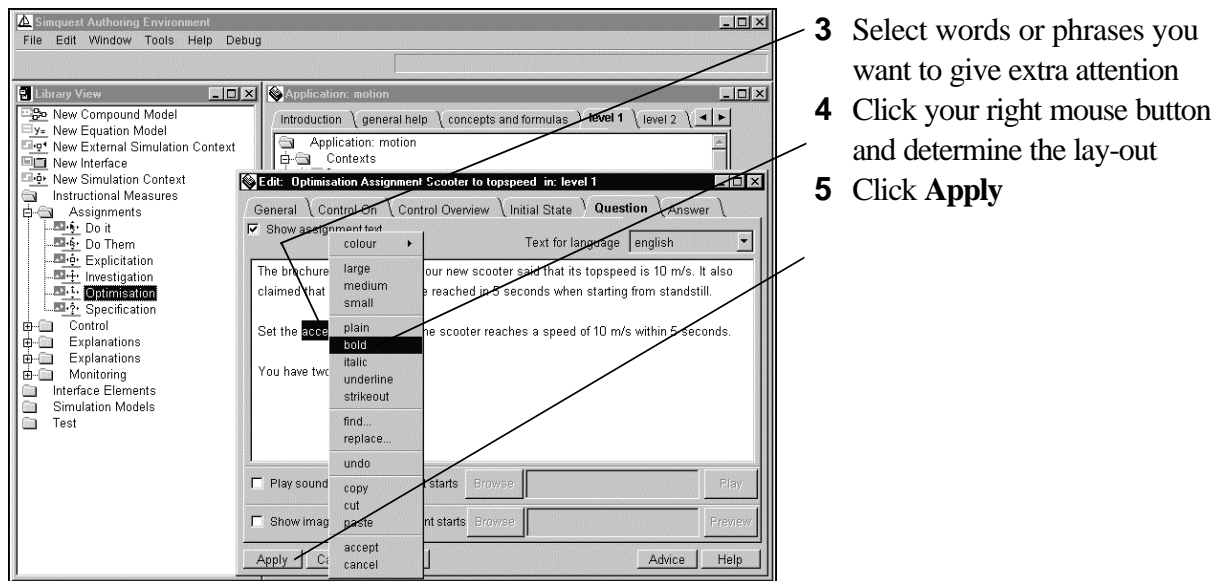 Simquest Authoring Environment
File Edit Window Tools Help Debug
Library View
New Compound Model
New Equation Model
New External Simulation Context
New Interface
New Simulation Context
Instructional Measures
Assignments
Do it
Do Them
Explicitation
Investigation
Optimisation
Specification
Control
Explanations
Explanations
Monitoring
Interface Elements
Simulation Models
Test
Application: motion
Introduction general help concepts and formulas level 1 level 2
Application: motion
Contexts
Edit: Optimisation Assignment Scooter to topspeed in: level 1
General Control On Control Overview Initial State Question Answer
Show assignment text
Text for language english
The brochure our new scooter said that its topspeed is 10 m/s. It also
claimed that e reached in 5 seconds when starting from standstill.
Set the acce he scooter reaches a speed of 10 m/s within 5 seconds.
You have two
colour
large
medium
small
plain
bold
italic
underline
strikeout
find...
replace...
undo
copy
cut
paste
accept
cancel
Play sound t starts Browse Play
Show imag nt starts Browse Preview
Apply Ca Advice Help
3 Select words or phrases you
want to give extra attention
4 Click your right mouse button
and determine the lay-out
5 Click Apply